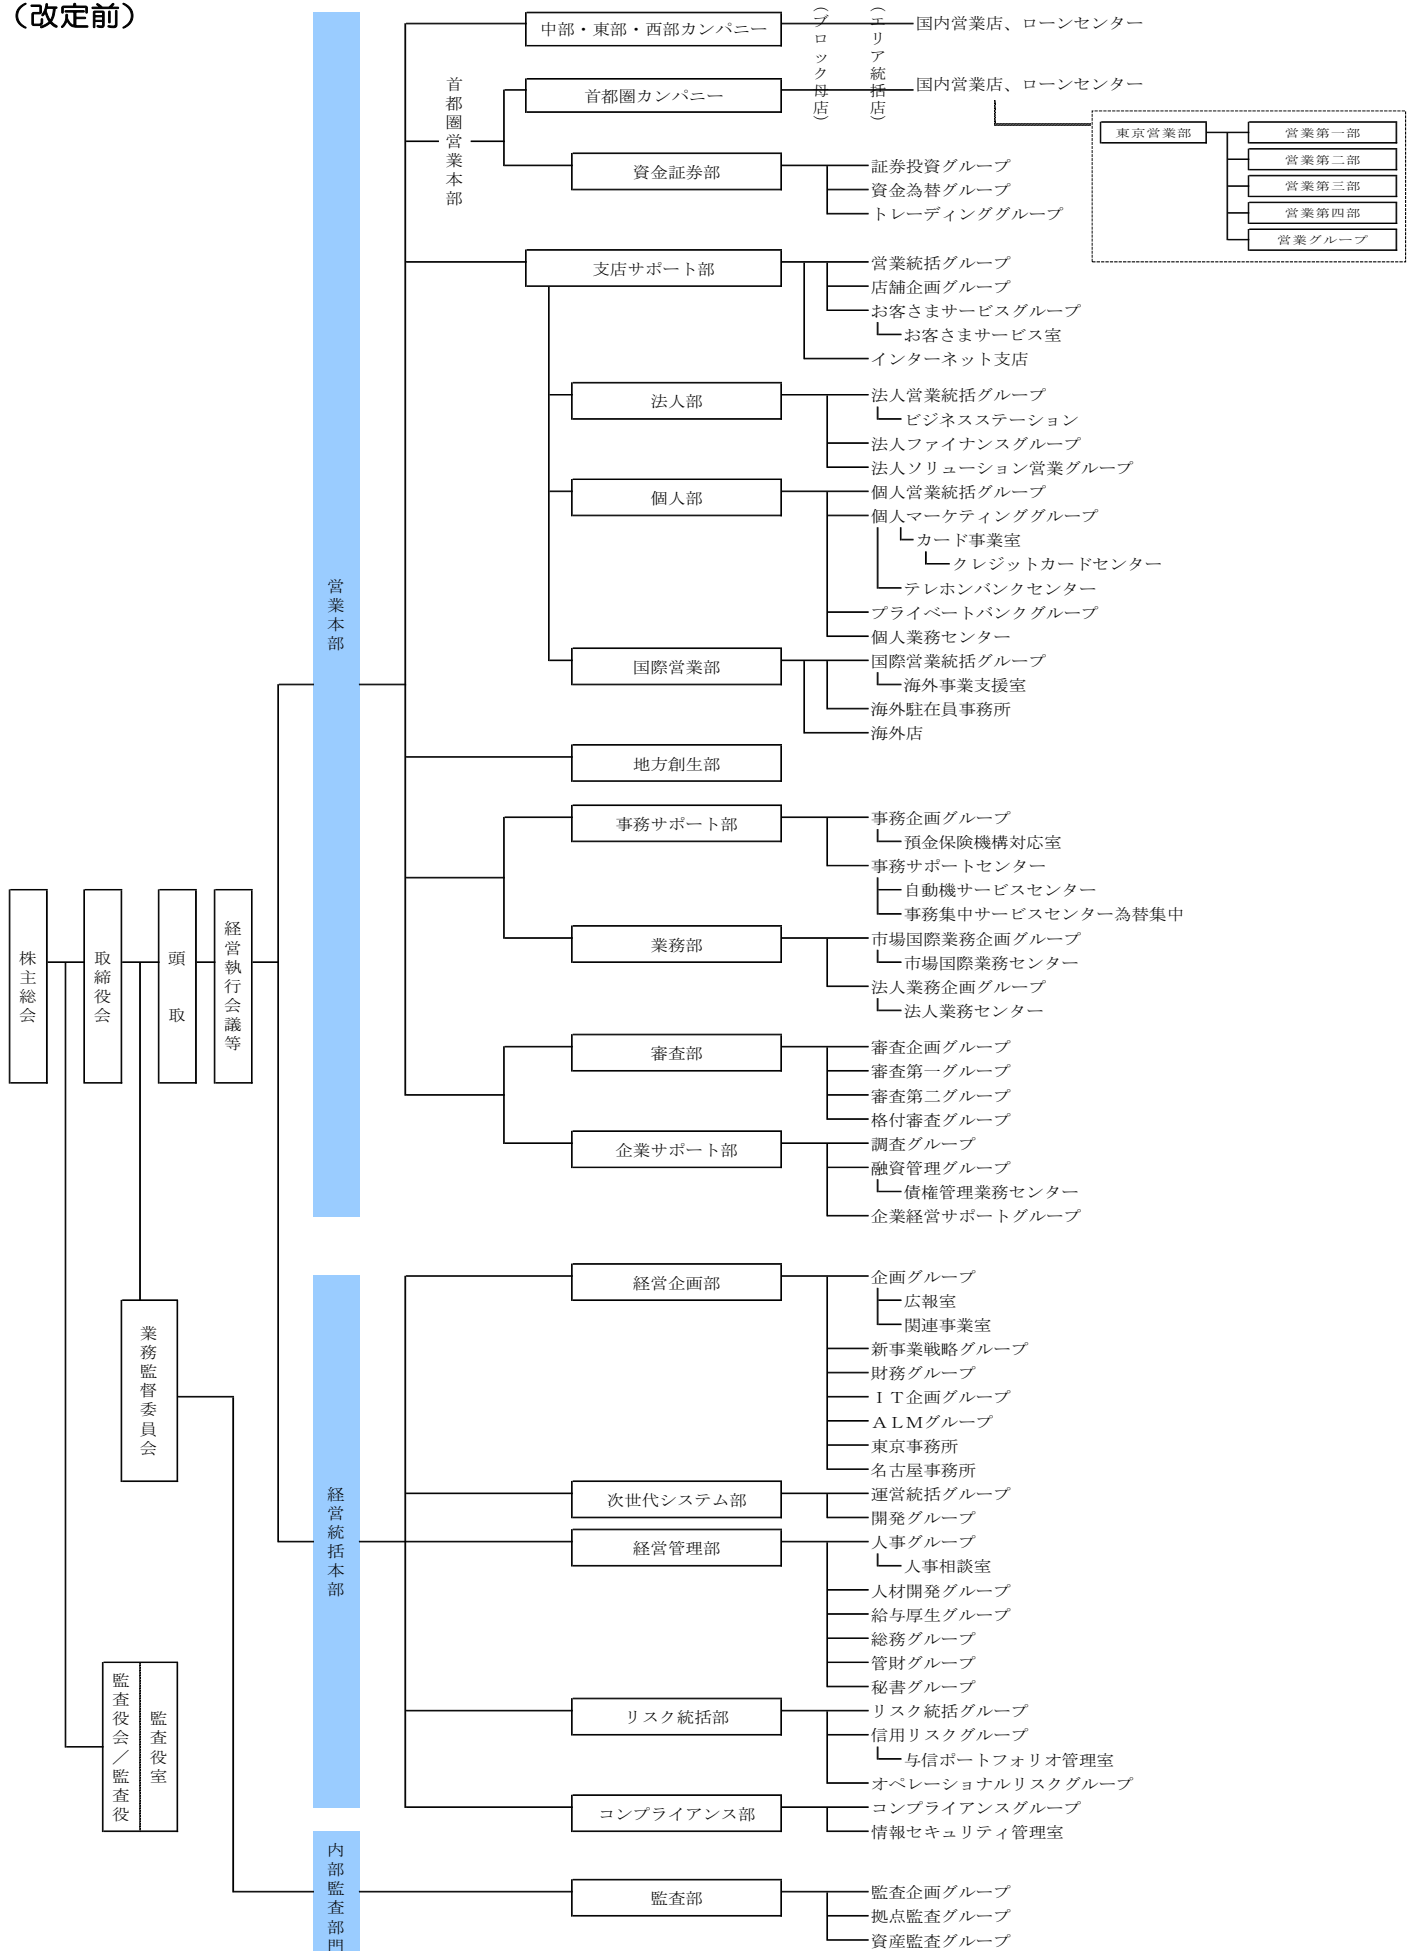 （改定前）
中部・東部・西部カンパニー
（ブロック母店）
（エリア統括店）
国内営業店、ローンセンター
首都圏営業本部
首都圏カンパニー
国内営業店、ローンセンター
東京営業部
営業第一部
営業第二部
営業第三部
営業第四部
営業グループ
資金証券部
証券投資グループ
資金為替グループ
トレーディンググループ
支店サポート部
営業統括グループ
店舗企画グループ
お客さまサービスグループ
お客さまサービス室
インターネット支店
法人部
法人営業統括グループ
ビジネスステーション
法人ファイナンスグループ
法人ソリューション営業グループ
個人部
個人営業統括グループ
個人マーケティンググループ
カード事業室
クレジットカードセンター
テレホンバンクセンター
プライベートバンクグループ
個人業務センター
営業本部
国際営業部
国際営業統括グループ
海外事業支援室
海外駐在員事務所
海外店
地方創生部
事務サポート部
事務企画グループ
預金保険機構対応室
事務サポートセンター
自動機サービスセンター
事務集中サービスセンター為替集中
業務部
市場国際業務企画グループ
市場国際業務センター
法人業務企画グループ
法人業務センター
株主総会
取締役会
頭取
経営執行会議等
審査部
審査企画グループ
審査第一グループ
審査第二グループ
格付審査グループ
企業サポート部
調査グループ
融資管理グループ
債権管理業務センター
企業経営サポートグループ
経営企画部
企画グループ
広報室
関連事業室
新事業戦略グループ
財務グループ
ＩＴ企画グループ
ＡＬＭグループ
東京事務所
名古屋事務所
業務監督委員会
経営統括本部
次世代システム部
運営統括グループ
開発グループ
経営管理部
人事グループ
人事相談室
人材開発グループ
給与厚生グループ
総務グループ
管財グループ
秘書グループ
監査役会／監査役
監査役室
リスク統括部
リスク統括グループ
信用リスクグループ
与信ポートフォリオ管理室
オペレーショナルリスクグループ
コンプライアンス部
コンプライアンスグループ
情報セキュリティ管理室
内部監査部門
監査部
監査企画グループ
拠点監査グループ
資産監査グループ